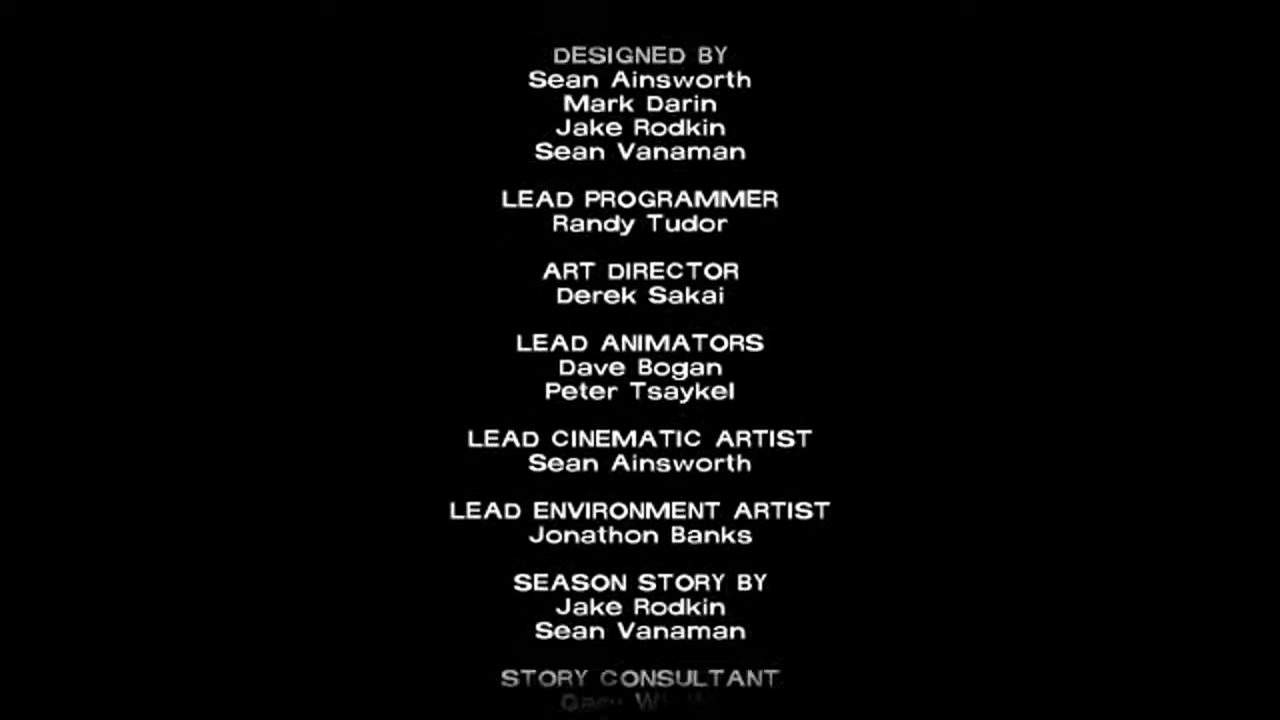 DESIGNED BY
Sean Ainsworth
Mark Darin
Jake Rodkin
Sean Vanaman
LEAD PROGRAMMER
Randy Tudor
ART DIRECTOR
Derek Sakai
LEAD ANIMATORS
Dave Bogan
Peter Tsaykel
LEAD CINEMATIC ARTIST
Sean Ainsworth
LEAD ENVIRONMENT ARTIST
Jonathon Banks
SEASON STORY BY
Jake Rodkin
Sean Vanaman
STORY CONSULTANT